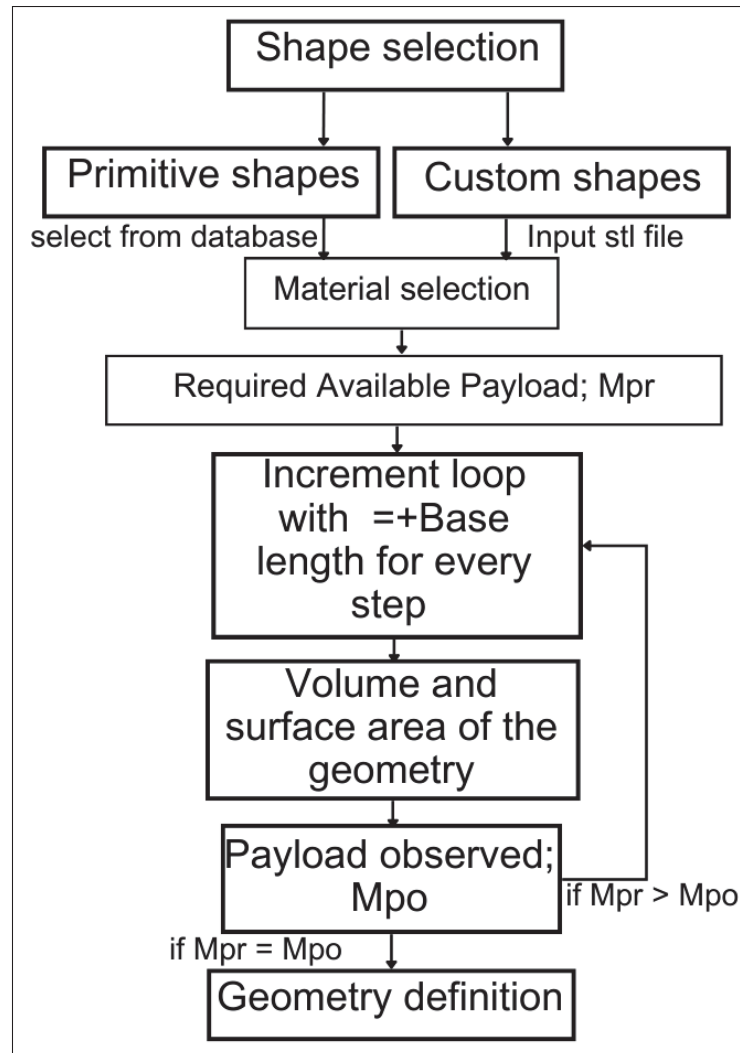 Shape selection
Primitive shapes
Custom shapes
select from database
Input stl file
Material selection
Required Available Payload; Mpr
Increment loop
with =+Base
length for every
step
Volume and
surface area of the
geometry
Payload observed;
Mpo
if Mpr > Mpo
if Mpr = Mpo
Geometry definition